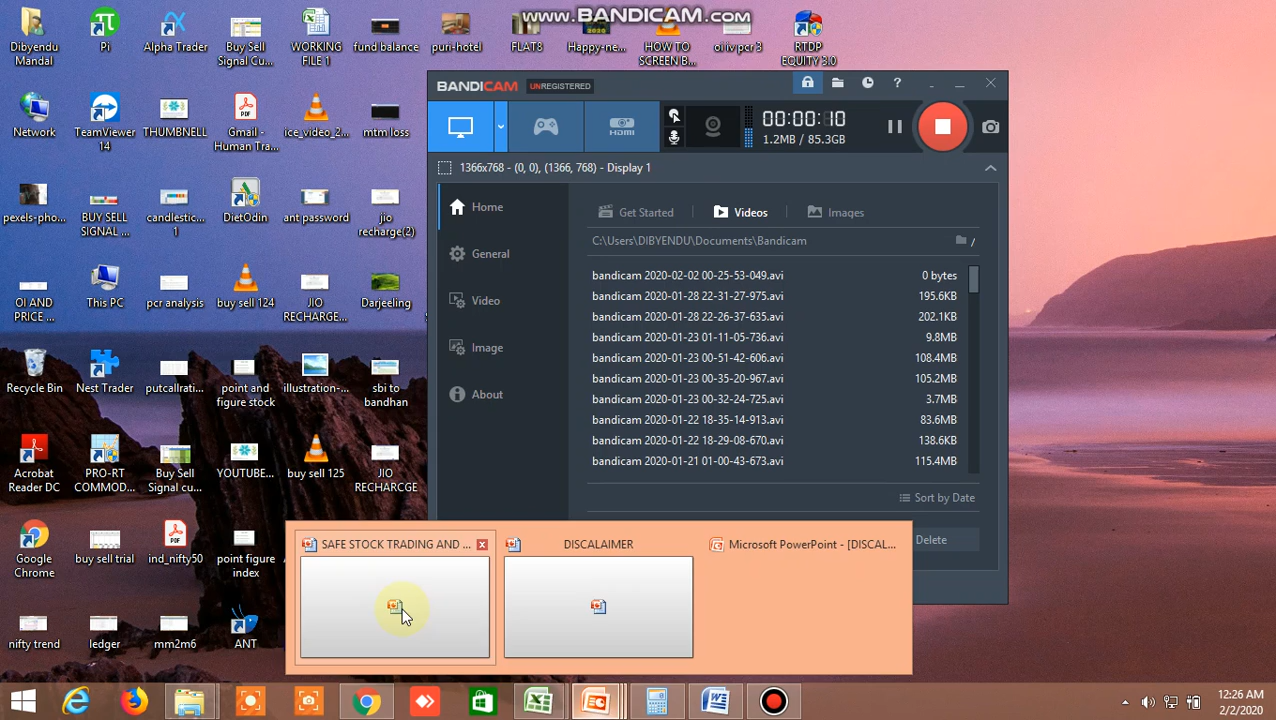 www.BANDICAM.com
Dibyendu
Mandal
Pi
Alpha Trader
Buy Sell
Signal Cu...
WORKING
FILE 1
fund balance
puri-hotel
FLAT8
Happy-ne...
HOW TO
SCREEN B...
oi iv pcr 3
RTDP
EQUITY 3.0
Network
TeamViewer
14
THUMBNELL
Gmail -
Human Tra...
ice_video_2...
mtm loss
pexels-pho...
BUY SELL
SIGNAL ...
candlestic...
1
DietOdin
ant password
jio
recharge(2)
OI AND
PRICE ...
This PC
pcr analysis
buy sell 124
JIO
RECHARGE...
Darjeeling
Recycle Bin
Nest Trader
putcallrati...
point and
figure stock
illustration-...
sbi to
bandhan
Acrobat
Reader DC
PRO-RT
COMMOD...
Buy Sell
Signal cu...
YOUTUBE...
buy sell 125
JIO
RECHARGE
Google
Chrome
buy sell trial
ind_nifty50
point figure
index
nifty trend
ledger
mm2m6
ANT
BANDICAM
UNREGISTERED
?
HDMI
00:00:10
1.2MB / 85.3GB
1366x768 - (0, 0), (1366, 768) - Display 1
Home
General
Video
Image
About
Get Started
Videos
Images
C:\Users\DIBYENDU\Documents\Bandicam
/
bandicam 2020-02-02 00-25-53-049.avi 0 bytes
bandicam 2020-01-28 22-31-27-975.avi 195.6KB
bandicam 2020-01-28 22-26-37-635.avi 202.1KB
bandicam 2020-01-23 01-11-05-736.avi 9.8MB
bandicam 2020-01-23 00-51-42-606.avi 108.4MB
bandicam 2020-01-23 00-35-20-967.avi 105.2MB
bandicam 2020-01-23 00-32-24-725.avi 3.7MB
bandicam 2020-01-22 18-35-14-913.avi 83.6MB
bandicam 2020-01-22 18-29-08-670.avi 138.6KB
bandicam 2020-01-21 01-00-43-673.avi 115.4MB
Sort by Date
Delete
SAFE STOCK TRADING AND ...
DISCALAIMER
Microsoft PowerPoint - [DISCAL...
12:26 AM
2/2/2020